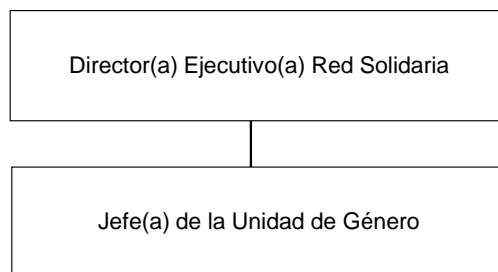 Director(a) Ejecutivo(a) Red Solidaria
Jefe(a) de la Unidad de Género